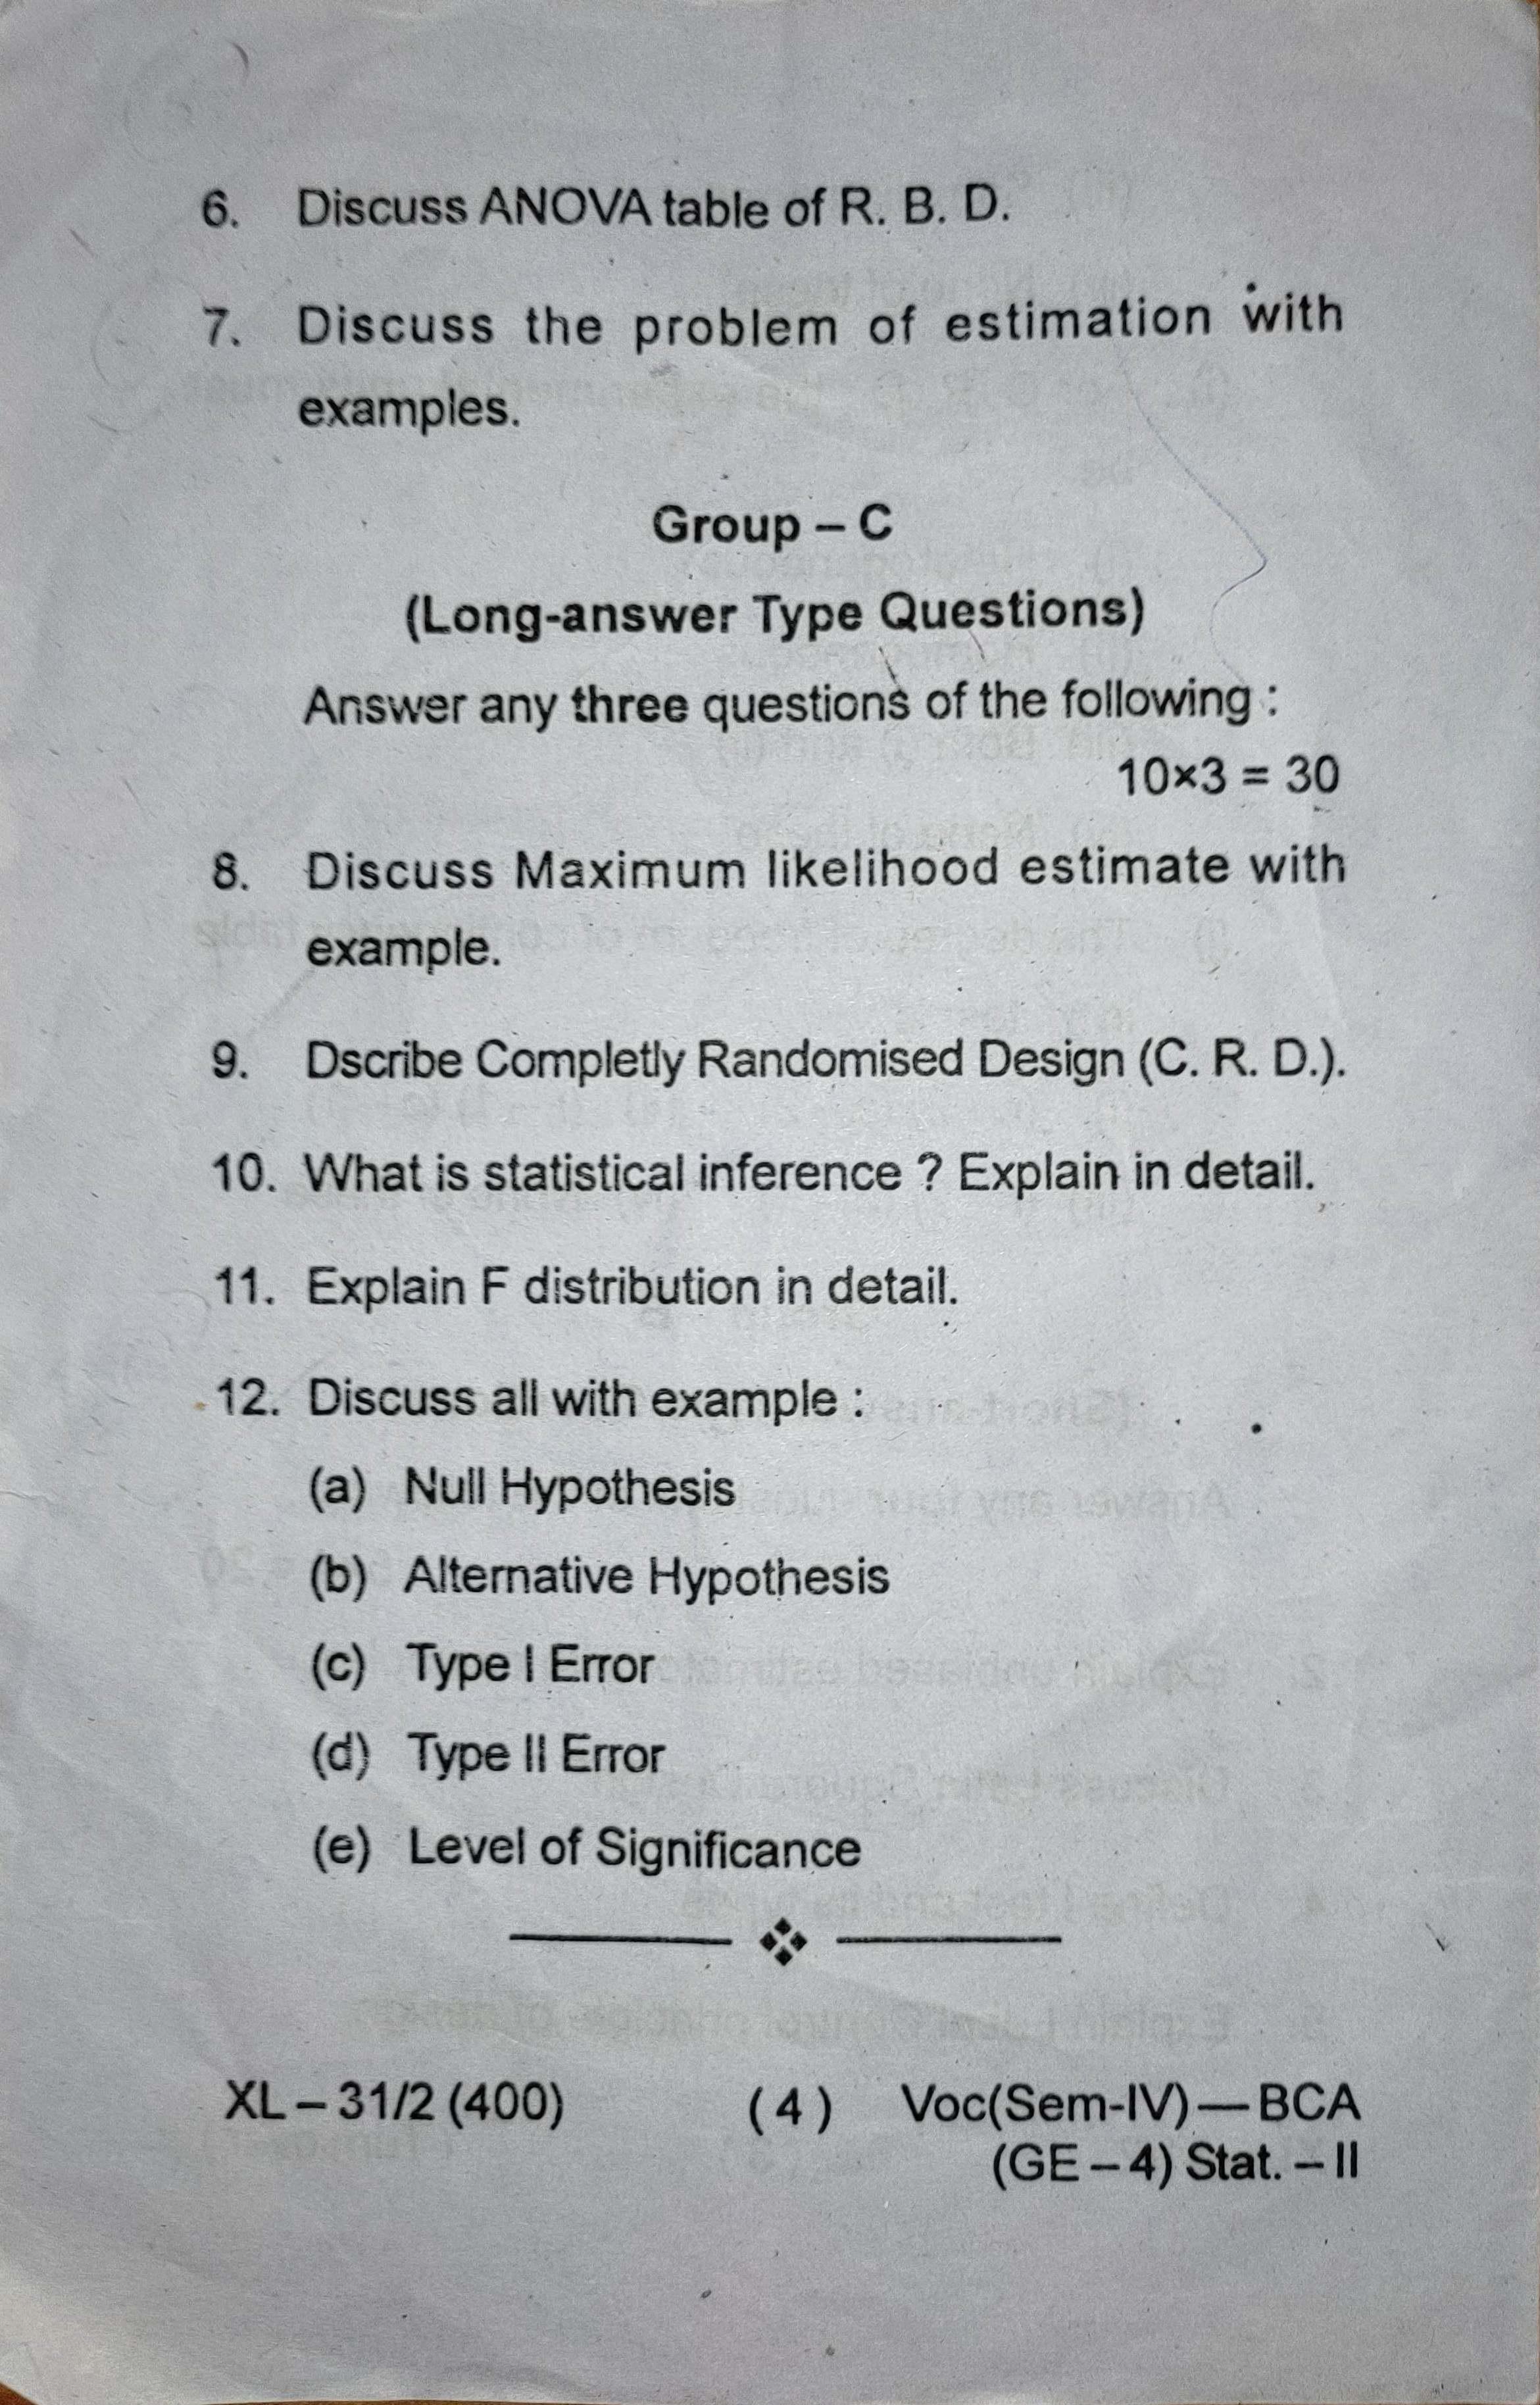 6. Discuss ANOVA table of R. B. D.
7. Discuss the problem of estimation with
examples.
Group – C
(Long-answer Type Questions)
Answer any three questions of the following :
10×3 = 30
8. Discuss Maximum likelihood estimate with
example.
9. Dscribe Completly Randomised Design (C. R. D.).
10. What is statistical inference ? Explain in detail.
11. Explain F distribution in detail.
12. Discuss all with example :
(a) Null Hypothesis
(b) Alternative Hypothesis
(c) Type I Error
(d) Type II Error
(e) Level of Significance
XL – 31/2 (400) ( 4 ) Voc(Sem-IV) — BCA
(GE – 4) Stat. – II